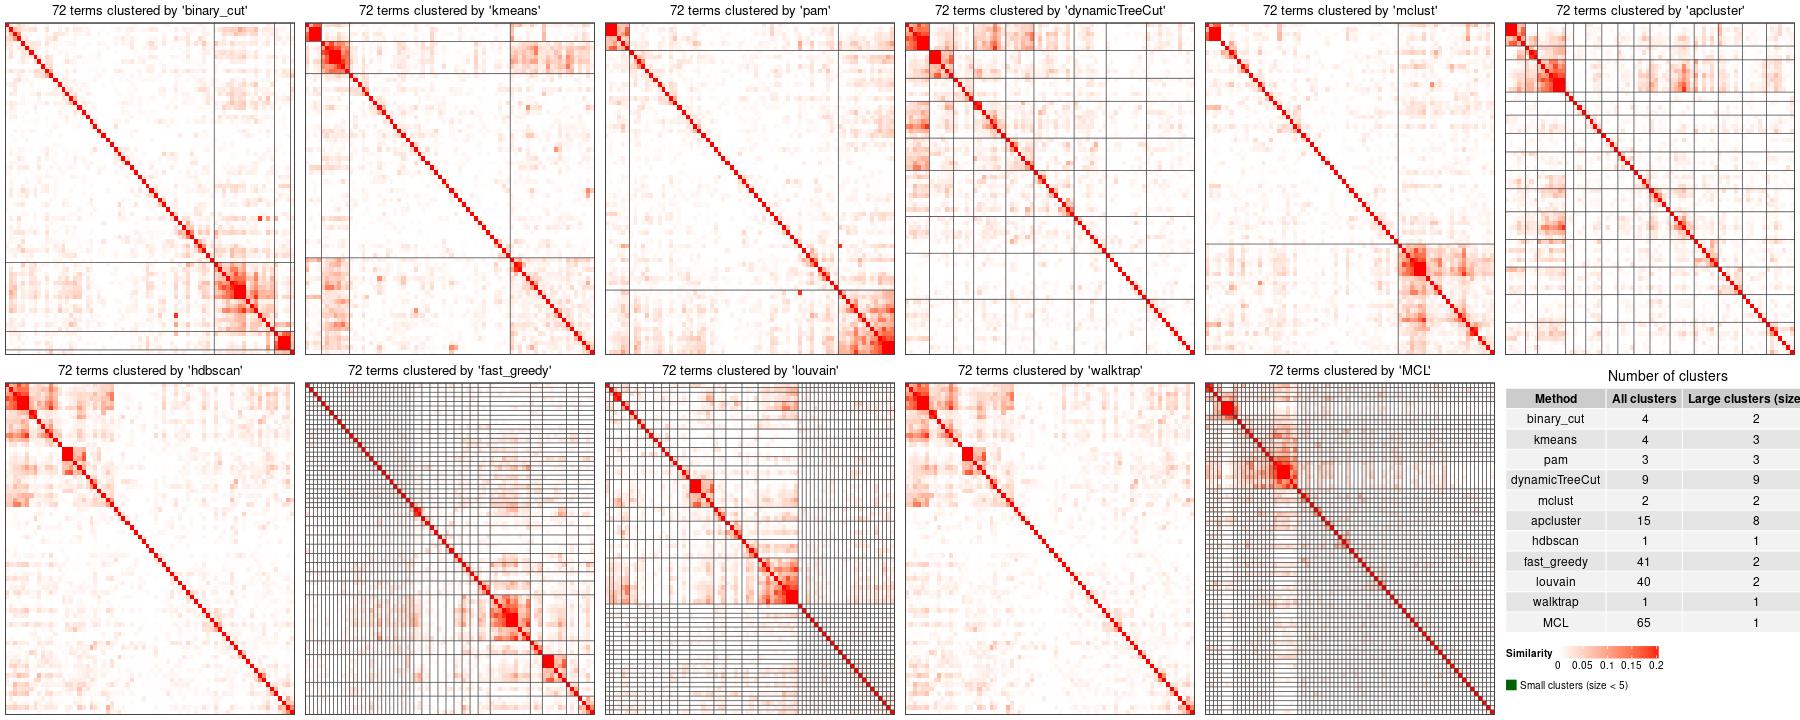 72 terms clustered by 'binary_cut'
72 terms clustered by 'kmeans'
72 terms clustered by 'pam'
72 terms clustered by 'dynamicTreeCut'
72 terms clustered by 'mclust'
72 terms clustered by 'apcluster'
72 terms clustered by 'hdbscan'
72 terms clustered by 'fast_greedy'
72 terms clustered by 'louvain'
72 terms clustered by 'walktrap'
72 terms clustered by 'MCL'
Number of clusters
Method All clusters Large clusters (size
binary_cut 4 2
kmeans 4 3
pam 3 3
dynamicTreeCut 9 9
mclust 2 2
apcluster 15 8
hdbscan 1 1
fast_greedy 41 2
louvain 40 2
walktrap 1 1
MCL 65 1
Similarity
0 0.05 0.1 0.15 0.2
Small clusters (size < 5)